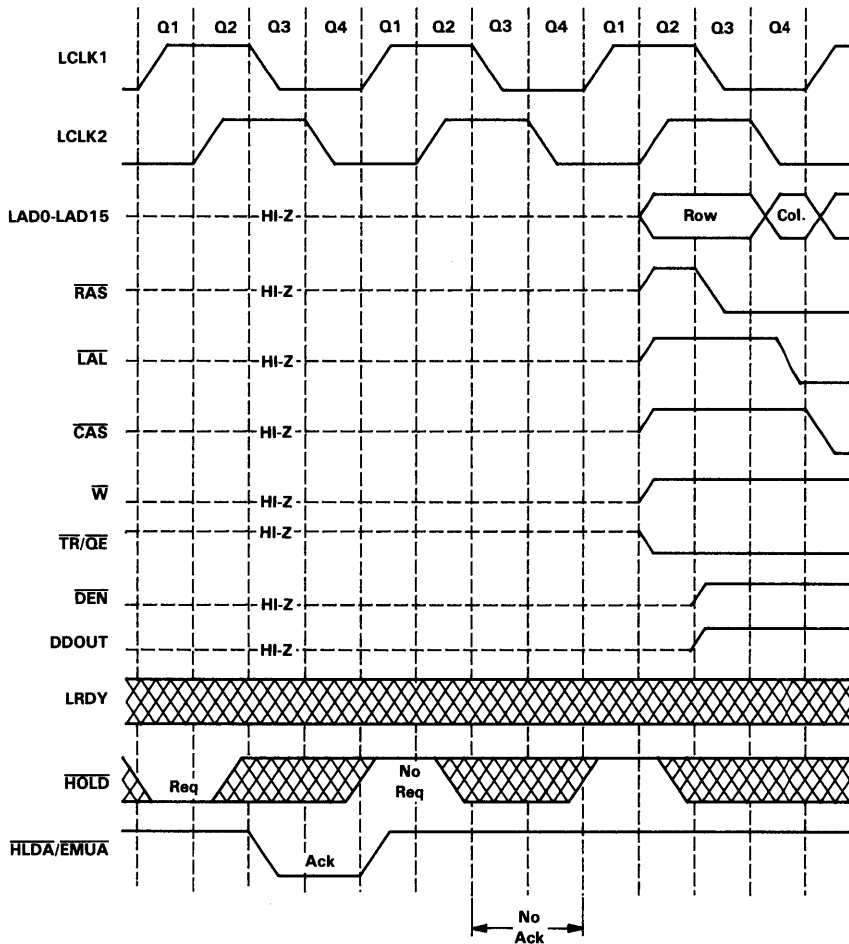 Q1 Q2 Q3 Q4 Q1 Q2 Q3 Q4 Q1 Q2 Q3 Q4
LCLK1
LCLK2
LAD0-LAD15 HI-Z Row Col.
RAS HI-Z
LAL HI-Z
CAS HI-Z
W HI-Z
TR/QE HI-Z
DEN HI-Z
DDOUT HI-Z
LRDY
HOLD Req No
Req
HLDA/EMUA Ack
No
Ack